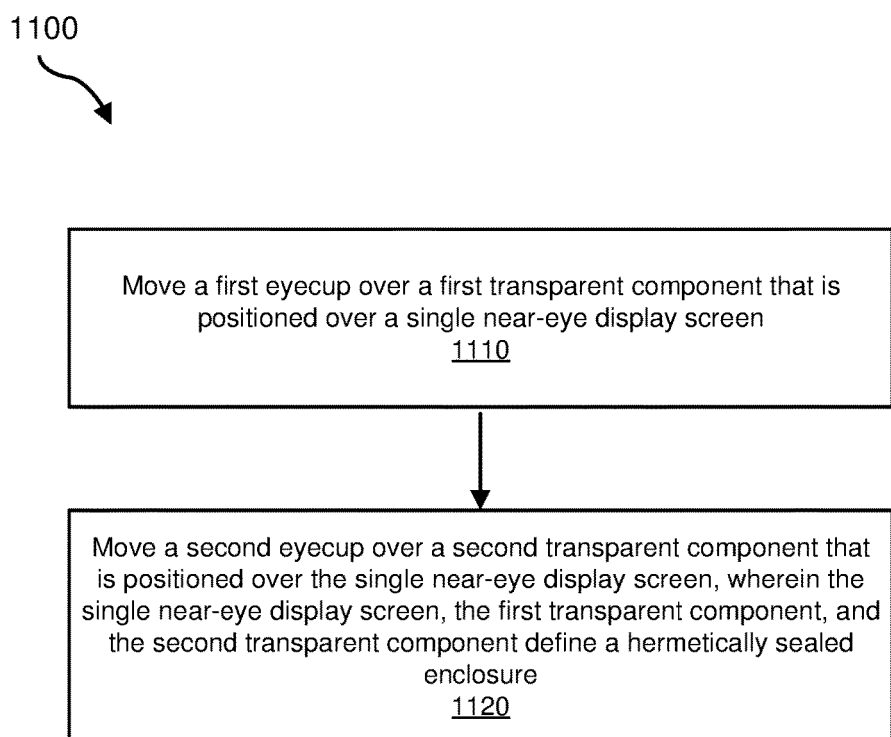 1100
Move a first eyecup over a first transparent component that is
positioned over a single near-eye display screen
1110
Move a second eyecup over a second transparent component that
is positioned over the single near-eye display screen, wherein the
single near-eye display screen, the first transparent component, and
the second transparent component define a hermetically sealed
enclosure
1120